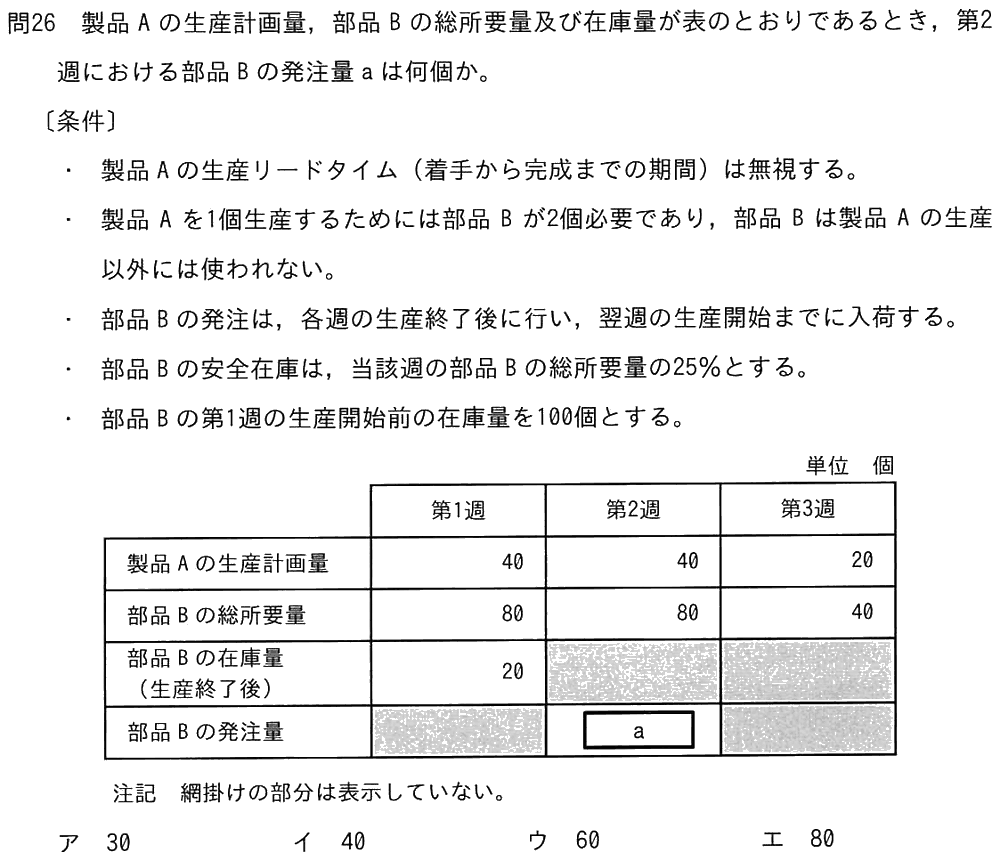 問26　製品 A の生産計画量，部品 B の総所要量及び在庫量が表のとおりであるとき，第2
週における部品 B の発注量 a は何個か。
〔条件〕
・　製品 A の生産リードタイム（着手から完成までの期間）は無視する。
・　製品 A を1個生産するためには部品 B が2個必要であり，部品 B は製品 A の生産
以外には使われない。
・　部品 B の発注は，各週の生産終了後に行い，翌週の生産開始までに入荷する。
・　部品 B の安全在庫は，当該週の部品 B の総所要量の25％とする。
・　部品 B の第1週の生産開始前の在庫量を100個とする。
単位　個
第1週　第2週　第3週
製品 A の生産計画量　40　40　20
部品 B の総所要量　80　80　40
部品 B の在庫量
（生産終了後）　20
部品 B の発注量　a
注記　網掛けの部分は表示していない。
ア　30　イ　40　ウ　60　エ　80